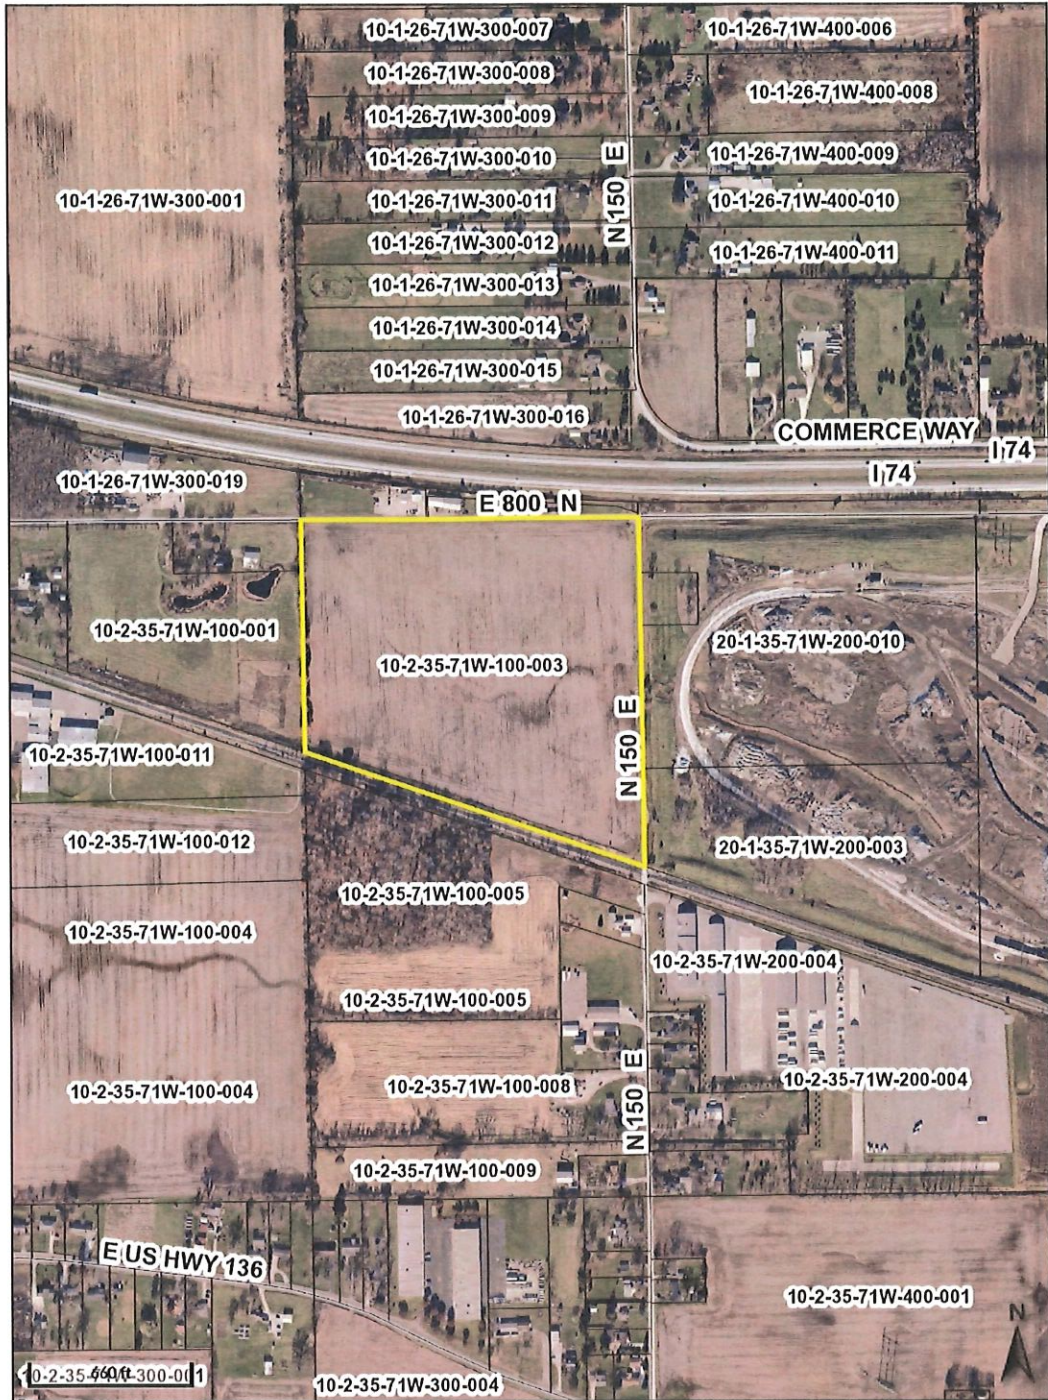 10-1-26-71W-300-007
10-1-26-71W-400-006
10-1-26-71W-300-008
10-1-26-71W-400-008
10-1-26-71W-300-009
10-1-26-71W-300-010
10-1-26-71W-400-009
N 150 E
10-1-26-71W-300-001
10-1-26-71W-300-011
10-1-26-71W-400-010
10-1-26-71W-300-012
10-1-26-71W-400-011
10-1-26-71W-300-013
10-1-26-71W-300-014
10-1-26-71W-300-015
10-1-26-71W-300-016
COMMERCE WAY
I 74
I 74
10-1-26-71W-300-019
E 800 N
10-2-35-71W-100-001
20-1-35-71W-200-010
10-2-35-71W-100-003
N 150 E
10-2-35-71W-100-011
10-2-35-71W-100-012
20-1-35-71W-200-003
10-2-35-71W-100-005
10-2-35-71W-100-004
10-2-35-71W-200-004
10-2-35-71W-100-005
10-2-35-71W-100-004
10-2-35-71W-100-008
N 150 E
10-2-35-71W-200-004
10-2-35-71W-100-009
E US HWY 136
10-2-35-71W-400-001
N
10-2-35-71W-300-001
660 ft
10-2-35-71W-300-004